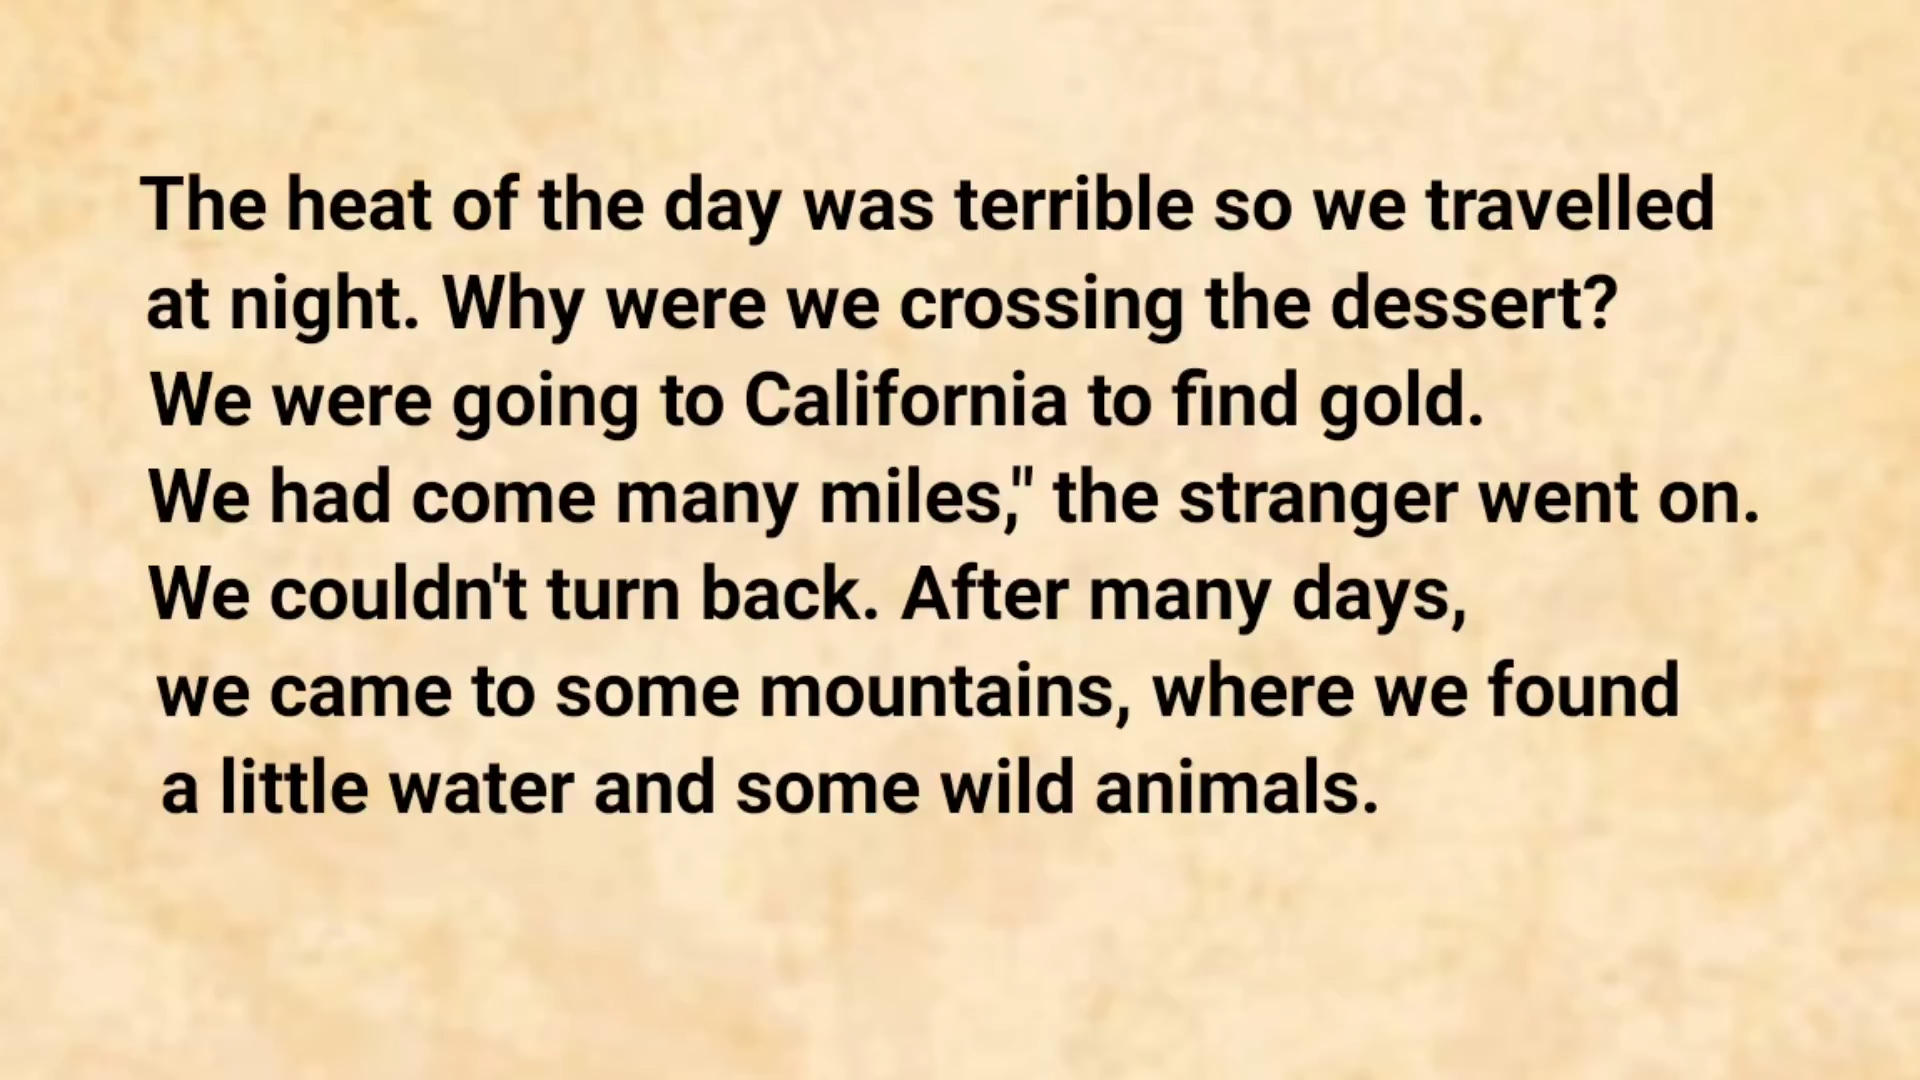 The heat of the day was terrible so we travelled
at night. Why were we crossing the dessert?
We were going to California to find gold.
We had come many miles," the stranger went on.
We couldn't turn back. After many days,
we came to some mountains, where we found
a little water and some wild animals.